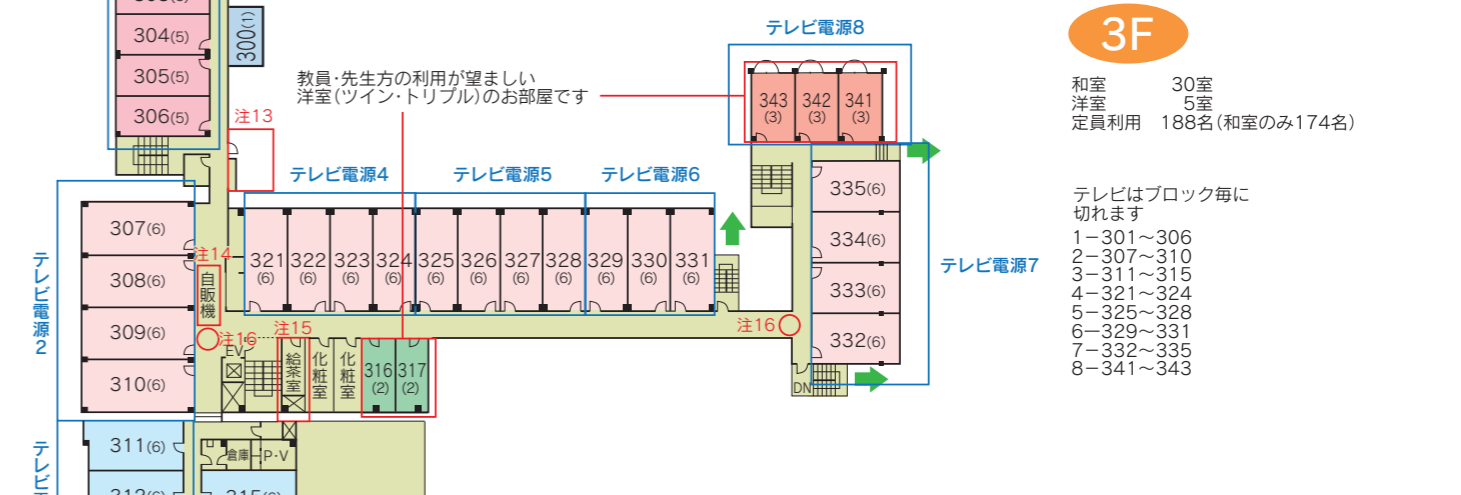 304(5)
300(1)
305(5)
306(5)
注13
教員・先生方の利用が望ましい
洋室(ツイン・トリプル)のお部屋です
テレビ電源8
343
(3)
342
(3)
341
(3)
3F
和室 30室
洋室 5室
定員利用 188名(和室のみ174名)
テレビはブロック毎に
切れます
1−301〜306
2−307〜310
3−311〜315
4−321〜324
5−325〜328
6—329〜331
7−332〜335
8−341〜343
テレビ電源4
テレビ電源5
テレビ電源6
テレビ電源2
307(6)
308(6)
309(6)
310(6)
注14
自販機
注16
321
(6)
322
(6)
323
(6)
324
(6)
325
(6)
326
(6)
327
(6)
328
(6)
329
(6)
330
(6)
331
(6)
335(6)
334(6)
333(6)
332(6)
テレビ電源7
注16
DN
注15
EV
給茶室
化粧室
化粧室
316
(2)
317
(2)
テレビ
311(6)
倉庫
P・V